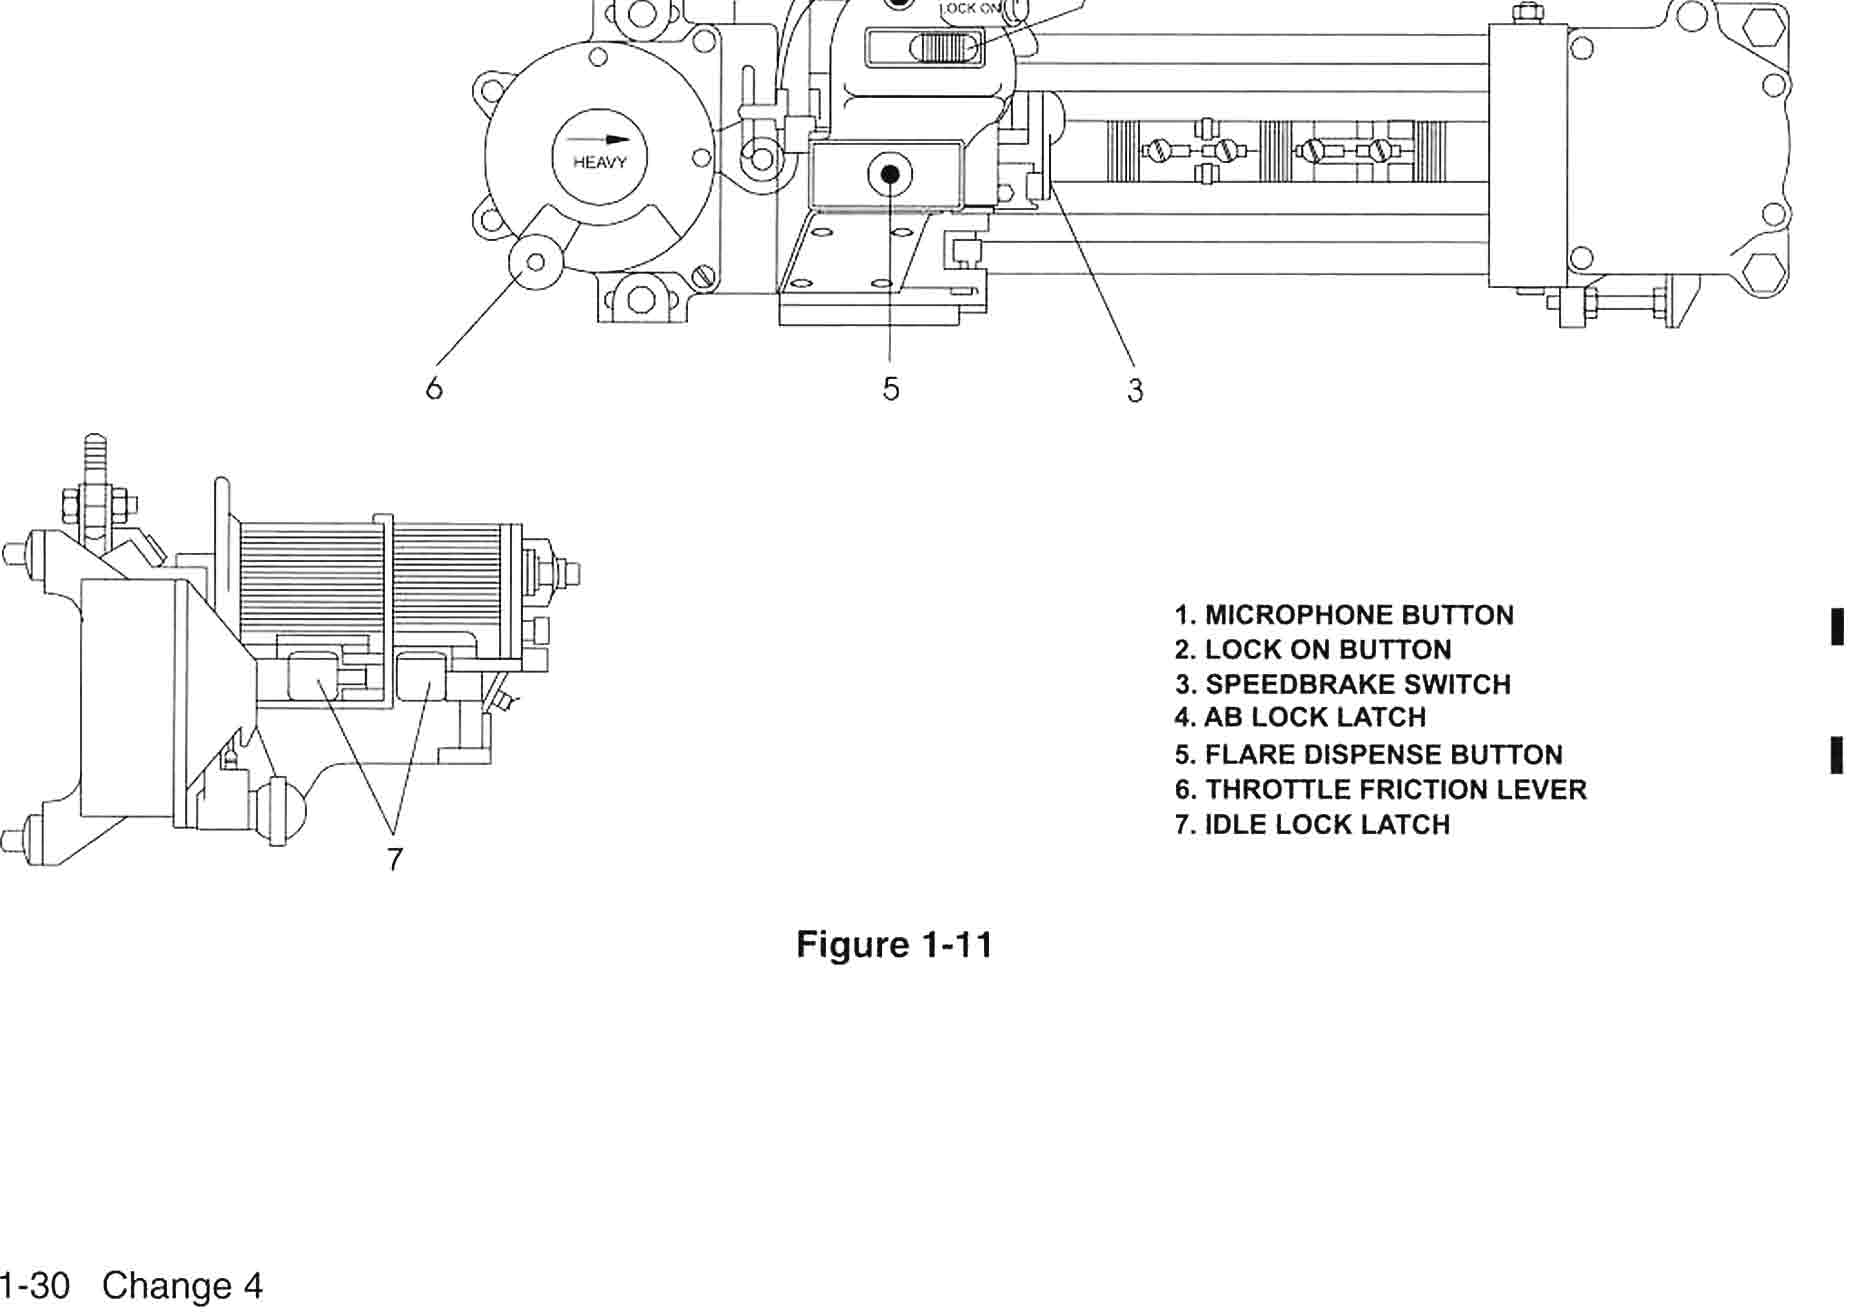 LOCK ON
HEAVY
6
5
3
7
1. MICROPHONE BUTTON
2. LOCK ON BUTTON
3. SPEEDBRAKE SWITCH
4. AB LOCK LATCH
5. FLARE DISPENSE BUTTON
6. THROTTLE FRICTION LEVER
7. IDLE LOCK LATCH
Figure 1-11
1-30 Change 4